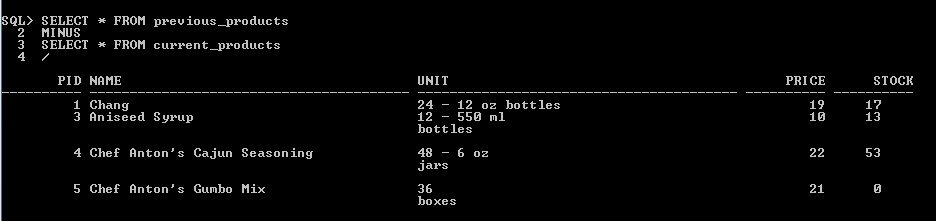 SQL> SELECT * FROM previous_products
2 MINUS
3 SELECT * FROM current_products
4 /
PID NAME UNIT PRICE STOCK
1 Chang 24 - 12 oz bottles 19 17
3 Aniseed Syrup 12 - 550 ml 10 13
bottles
4 Chef Anton's Cajun Seasoning 48 - 6 oz 22 53
jars
5 Chef Anton's Gumbo Mix 36 21 0
boxes